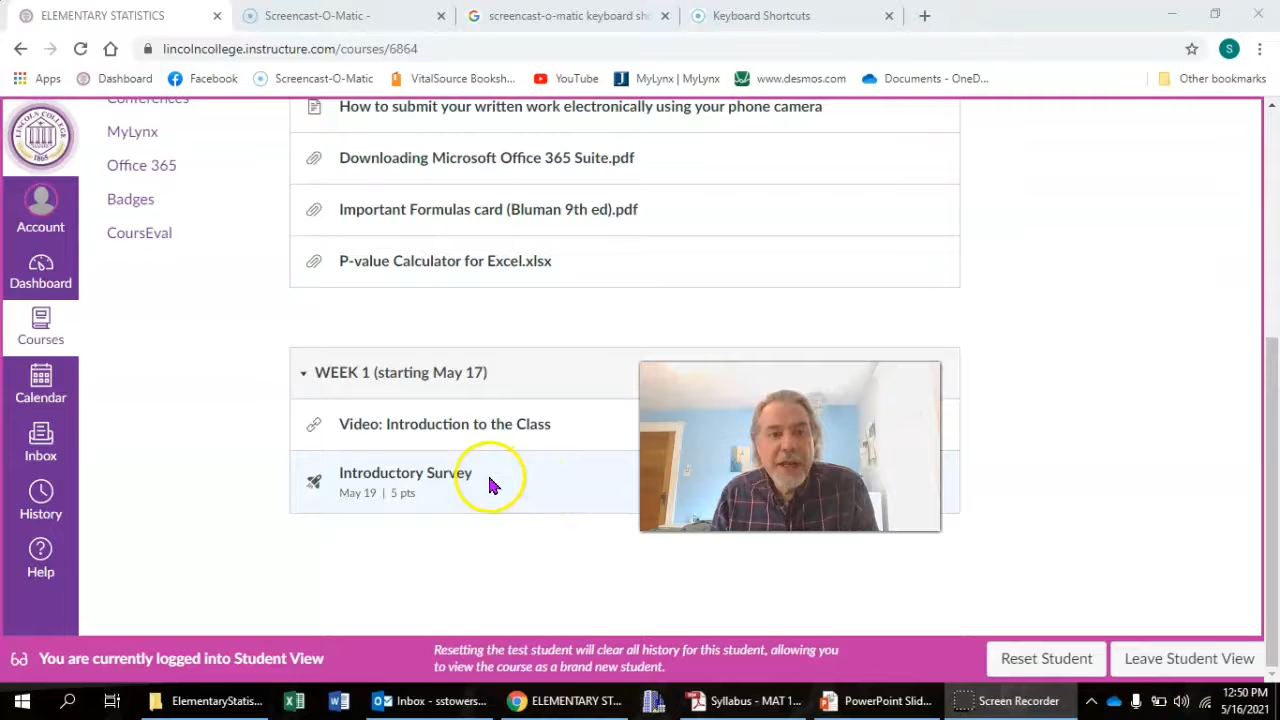 ELEMENTARY STATISTICS
Screencast-O-Matic -
screencast-o-matic keyboard sho
Keyboard Shortcuts
lincolncollege.instructure.com/courses/6864
S
Apps
Dashboard
Facebook
Screencast-O-Matic
VitalSource Booksh...
YouTube
MyLynx | MyLynx
www.desmos.com
Documents - OneD...
Other bookmarks
LINCOLN COLLEGE
1865
Account
Dashboard
Courses
Calendar
Inbox
History
Help
Conferences
MyLynx
Office 365
Badges
CoursEval
How to submit your written work electronically using your phone camera
Downloading Microsoft Office 365 Suite.pdf
Important Formulas card (Bluman 9th ed).pdf
P-value Calculator for Excel.xlsx
WEEK 1 (starting May 17)
Video: Introduction to the Class
Introductory Survey
May 19 | 5 pts
You are currently logged into Student View
Resetting the test student will clear all history for this student, allowing you
to view the course as a brand new student.
Reset Student
Leave Student View
ElementaryStatis...
Inbox - sstowers...
ELEMENTARY ST...
Syllabus - MAT 1...
PowerPoint Slid...
Screen Recorder
12:50 PM
5/16/2021